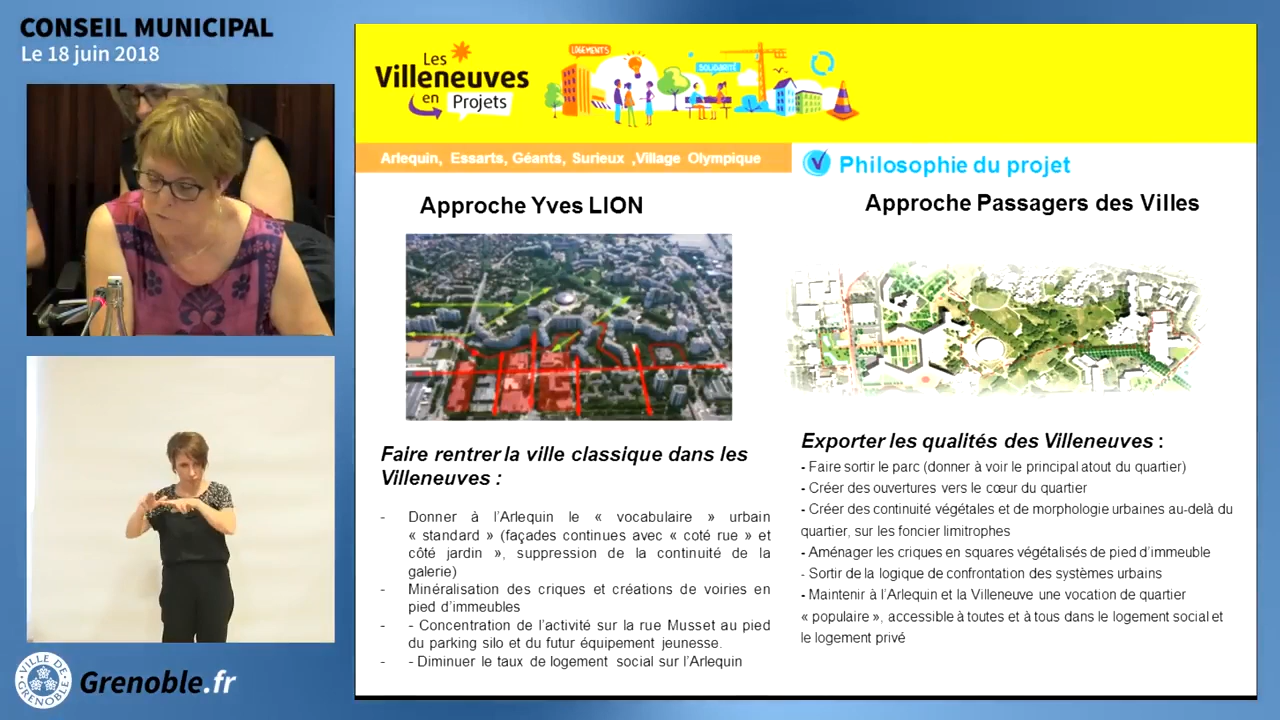 CONSEIL MUNICIPAL
Le 18 juin 2018
Les
Villeneuves
en Projets
LOGEMENTS
SOLIDARITÉ
Arlequin, Essarts, Géants, Surieux ,Village Olympique
Philosophie du projet
Approche Yves LION
Faire rentrer la ville classique dans les
Villeneuves :
- Donner à l’Arlequin le « vocabulaire » urbain
« standard » (façades continues avec « coté rue » et
côté jardin », suppression de la continuité de la
galerie)
- Minéralisation des criques et créations de voiries en
pied d’immeubles
- - Concentration de l’activité sur la rue Musset au pied
du parking silo et du futur équipement jeunesse.
- - Diminuer le taux de logement social sur l’Arlequin
Approche Passagers des Villes
Exporter les qualités des Villeneuves :
- Faire sortir le parc (donner à voir le principal atout du quartier)
- Créer des ouvertures vers le cœur du quartier
- Créer des continuité végétales et de morphologie urbaines au-delà du
quartier, sur les foncier limitrophes
- Aménager les criques en squares végétalisés de pied d’immeuble
- Sortir de la logique de confrontation des systèmes urbains
- Maintenir à l’Arlequin et la Villeneuve une vocation de quartier
« populaire », accessible à toutes et à tous dans le logement social et
le logement privé
VILLE DE
GRENOBLE
Grenoble.fr